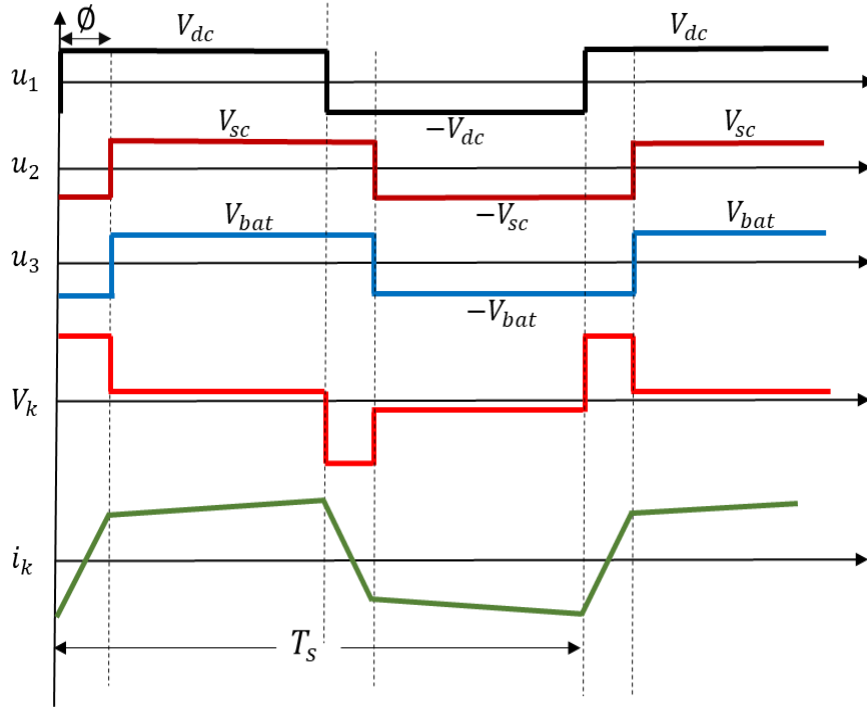 ∅
V_dc V_dc
u_1
−V_dc
V_sc V_sc
u_2
−V_sc
V_bat V_bat
u_3
−V_bat
V_k
i_k
T_s